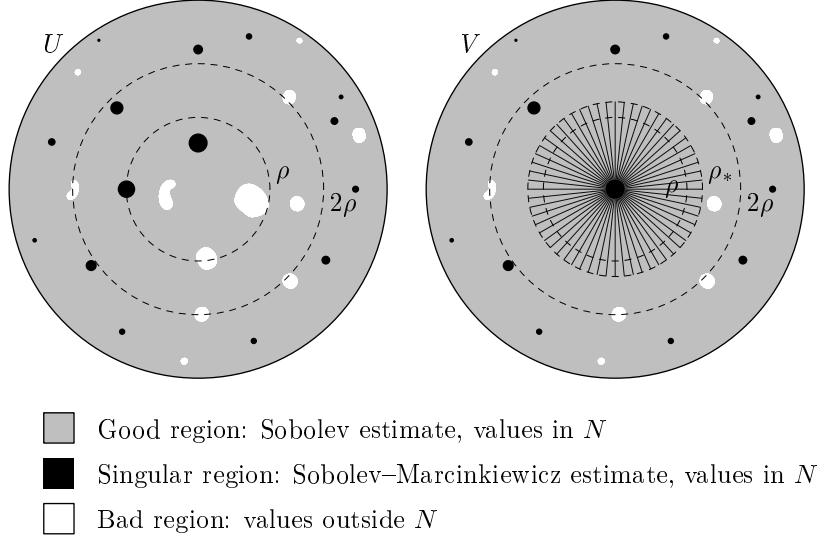 U
V
ρ
2ρ
ρ
ρ*
2ρ
Good region: Sobolev estimate, values in N
Singular region: Sobolev–Marcinkiewicz estimate, values in N
Bad region: values outside N